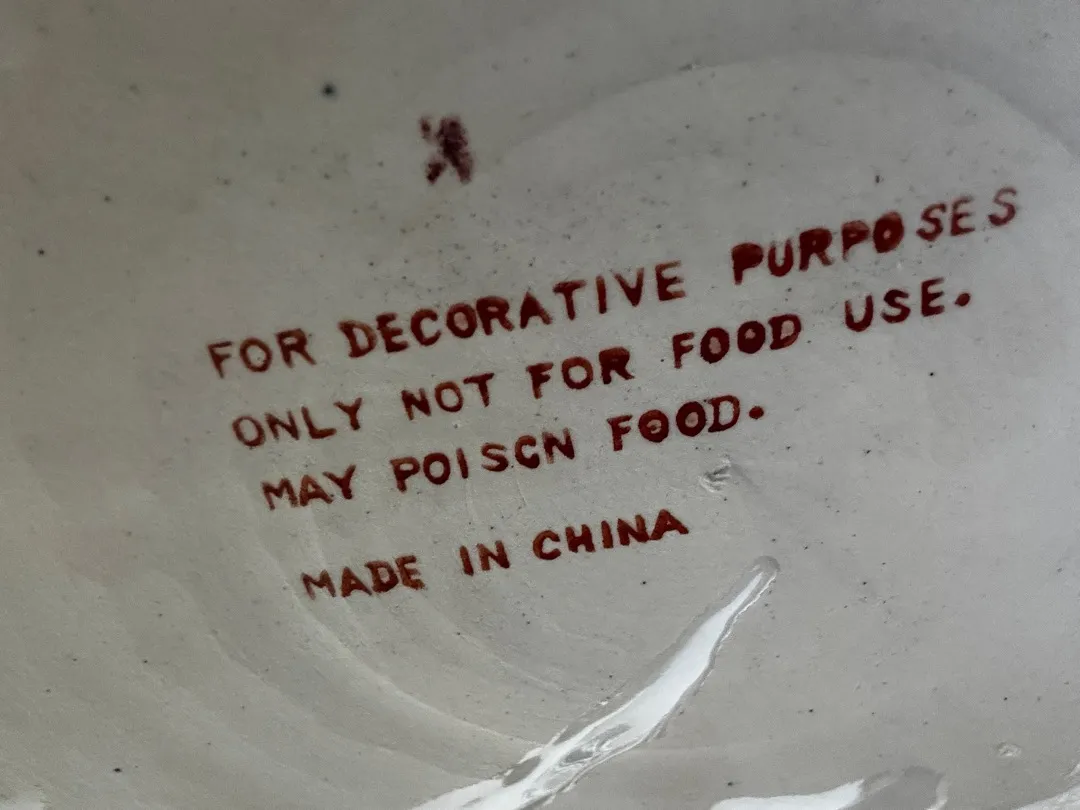 FOR DECORATIVE PURPOSES
ONLY NOT FOR FOOD USE.
MAY POISCN FOOD.
MADE IN CHINA